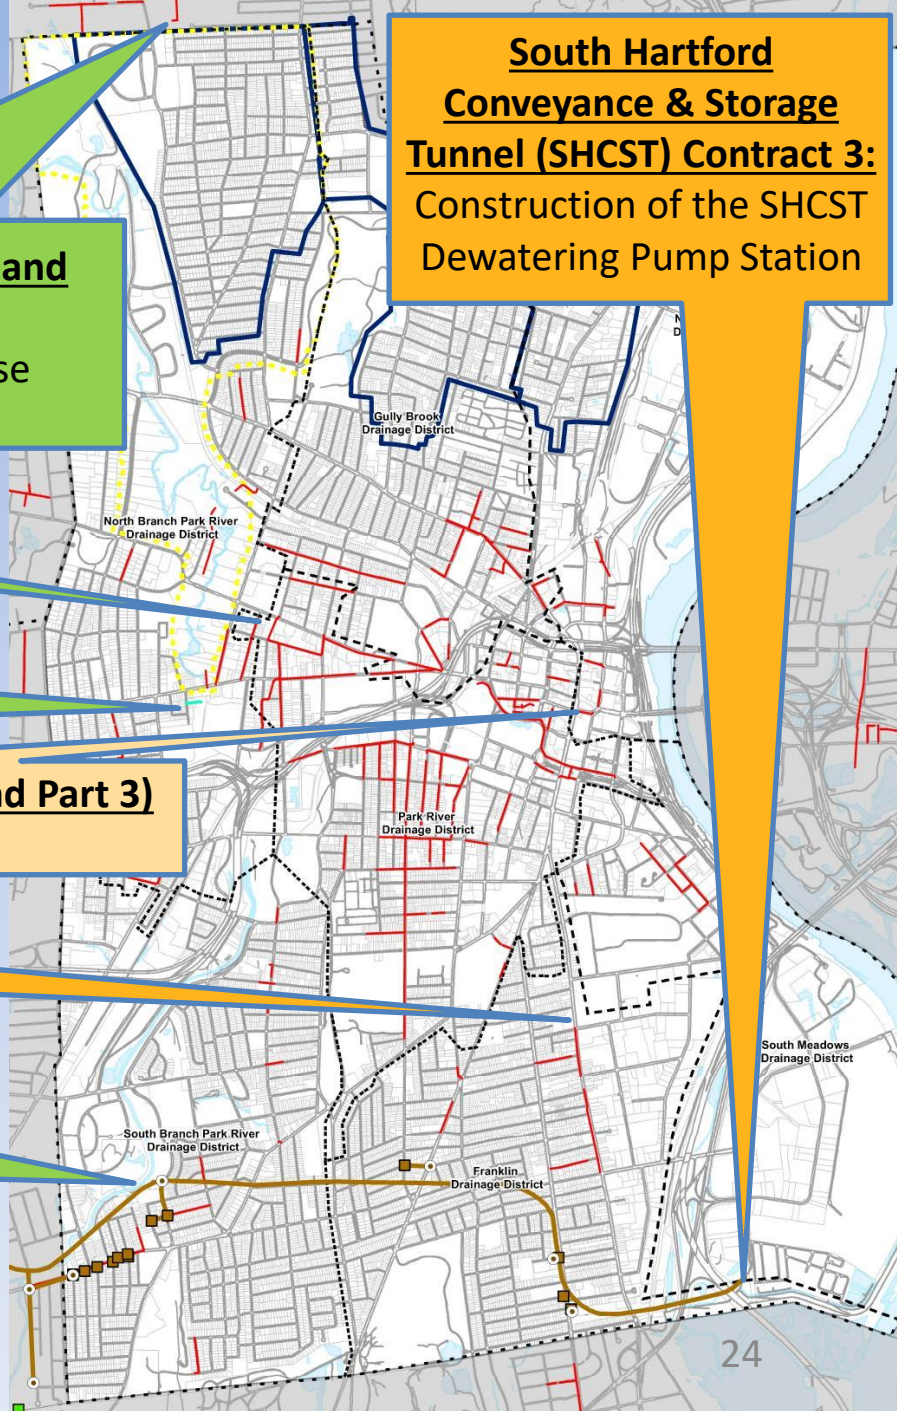 South Hartford
Conveyance & Storage
Tunnel (SHCST) Contract 3:
Construction of the SHCST
Dewatering Pump Station
and
se
N
D
Gully Brook
Drainage District
North Branch Park River
Drainage District
nd Part 3)
Park River
Drainage District
South Meadows
Drainage District
South Branch Park River
Drainage District
Franklin
Drainage District
24